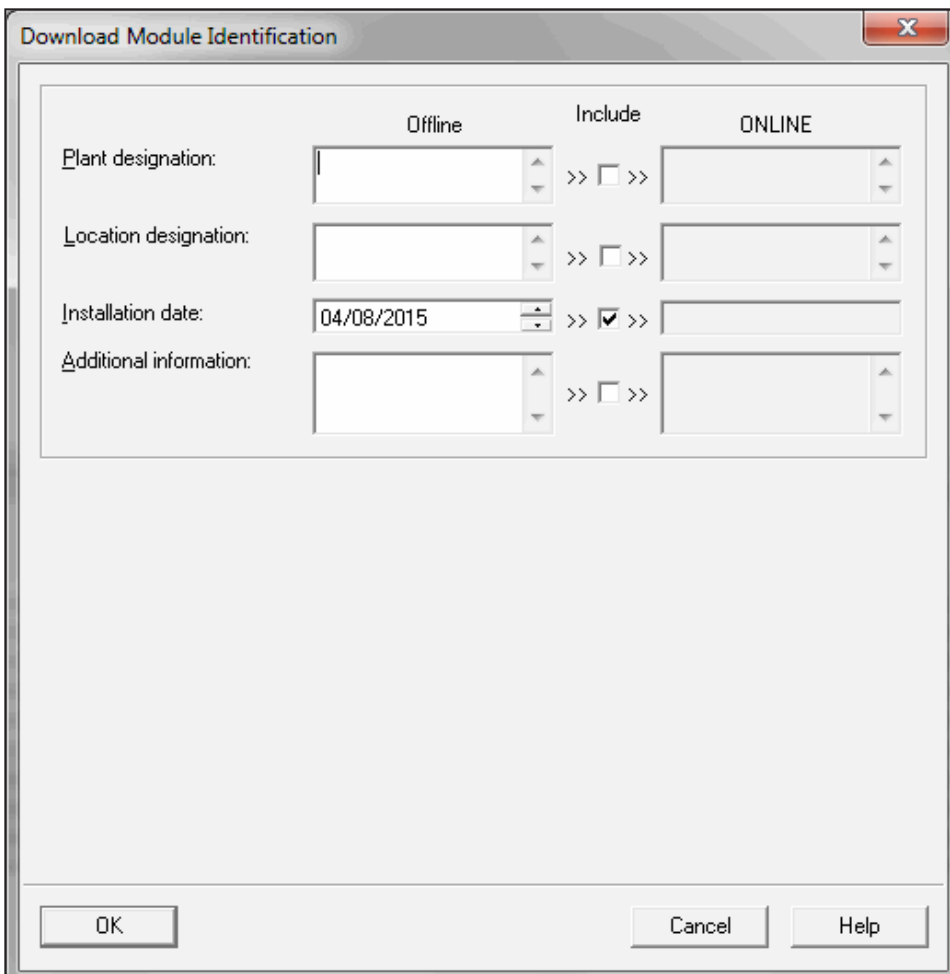 Download Module Identification
Offline Include ONLINE
Plant designation: >> >>
Location designation: >> >>
Installation date: 04/08/2015 >> >>
Additional information: >> >>
OK Cancel Help